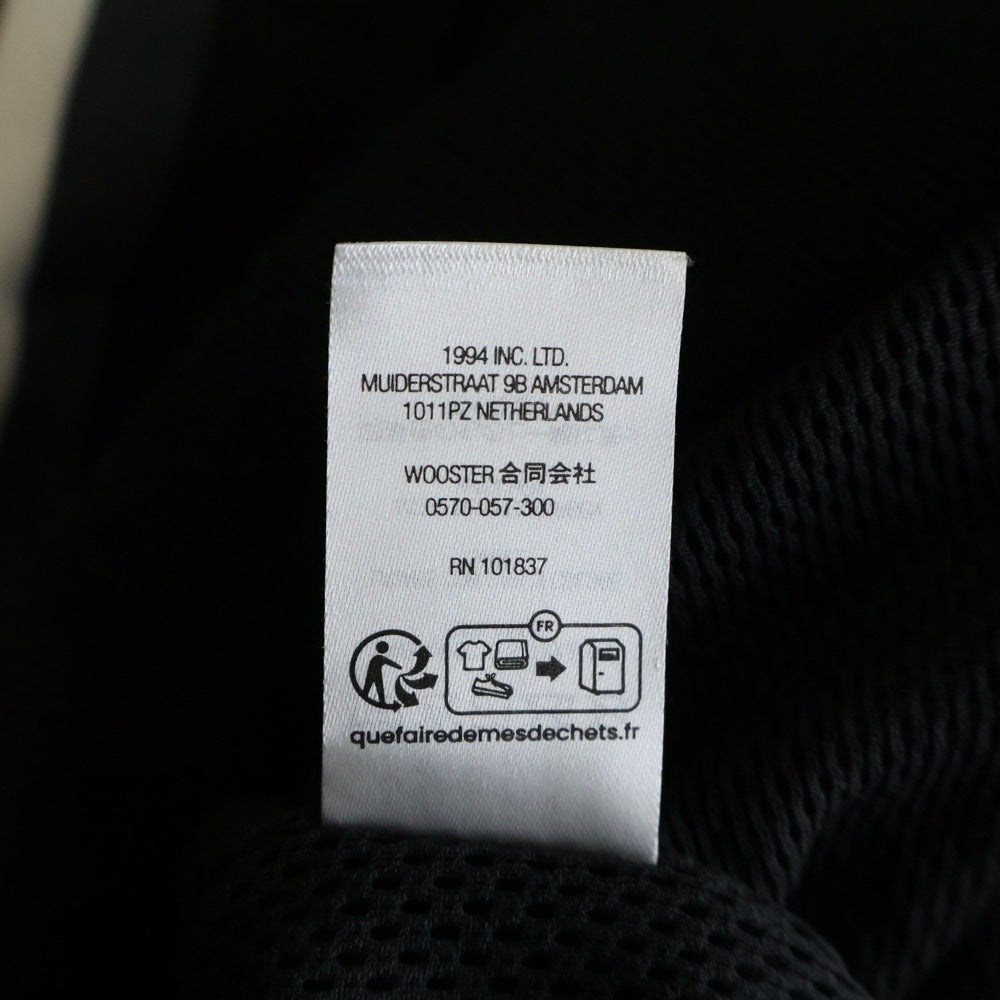 1994 INC. LTD.
MUIDERSTRAAT 9B AMSTERDAM
1011PZ NETHERLANDS
WOOSTER 合同会社
0570-057-300
RN 101837
FR
quefairedemesdechets.fr